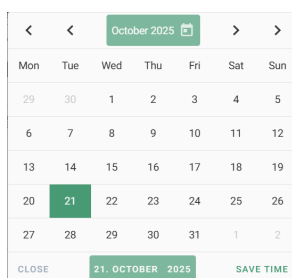 October 2025
Mon Tue Wed Thu Fri Sat Sun
29 30 1 2 3 4 5
6 7 8 9 10 11 12
13 14 15 16 17 18 19
20 21 22 23 24 25 26
27 28 29 30 31 1 2
CLOSE 21. OCTOBER 2025 SAVE TIME